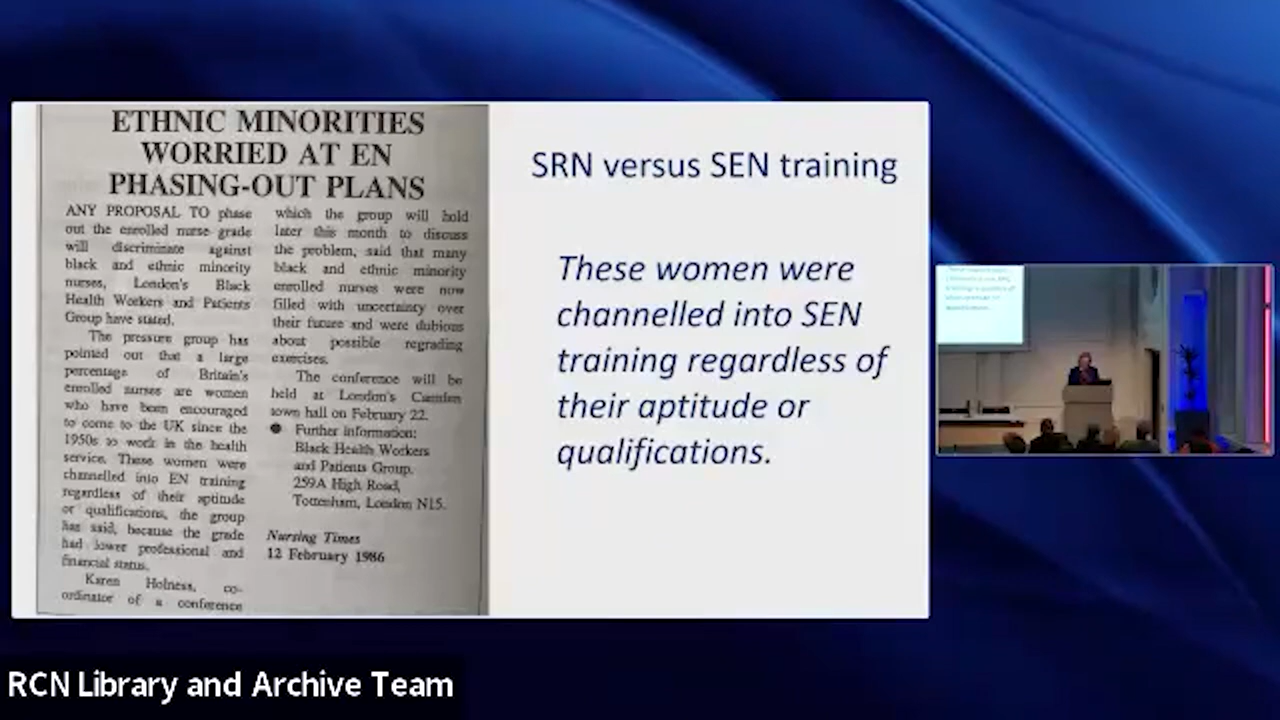 ETHNIC MINORITIES
WORRIED AT EN
PHASING-OUT PLANS
ANY PROPOSAL TO phase
out the enrolled nurse grade
will discriminate against
black and ethnic minority
nurses, London's Black
Health Workers and Patients
Group have stated.
The pressure group has
pointed out that a large
percentage of Britain's
enrolled nurses are women
who have been encouraged
to come to the UK since the
1950s to work in the health
service. These women were
channelled into EN training
regardless of their aptitude
or qualifications, the group
has said, because the grade
had lower professional and
financial status.
Karen Holness, co-
ordinator of a conference
which the group will hold
later this month to discuss
the problem, said that many
black and ethnic minority
enrolled nurses were now
filled with uncertainty over
their future and were dubious
about possible regrading
exercises.
The conference will be
held at London's Camden
town hall on February 22.
● Further information:
Black Health Workers
and Patients Group,
259A High Road,
Tottenham, London N15.
Nursing Times
12 February 1986
SRN versus SEN training
These women were
channelled into SEN
training regardless of
their aptitude or
qualifications.
RCN Library and Archive Team